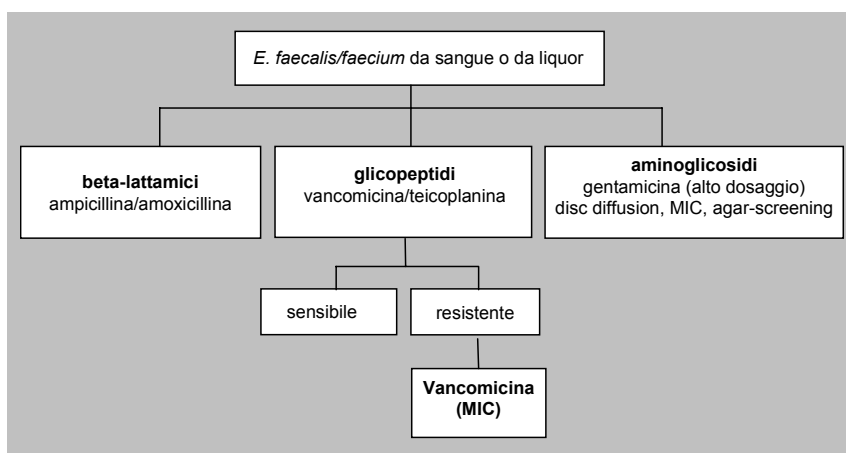 E. faecalis/faecium da sangue o da liquor
beta-lattamici
ampicillina/amoxicillina
glicopeptidi
vancomicina/teicoplanina
aminoglicosidi
gentamicina (alto dosaggio)
disc diffusion, MIC, agar-screening
sensibile
resistente
Vancomicina
(MIC)